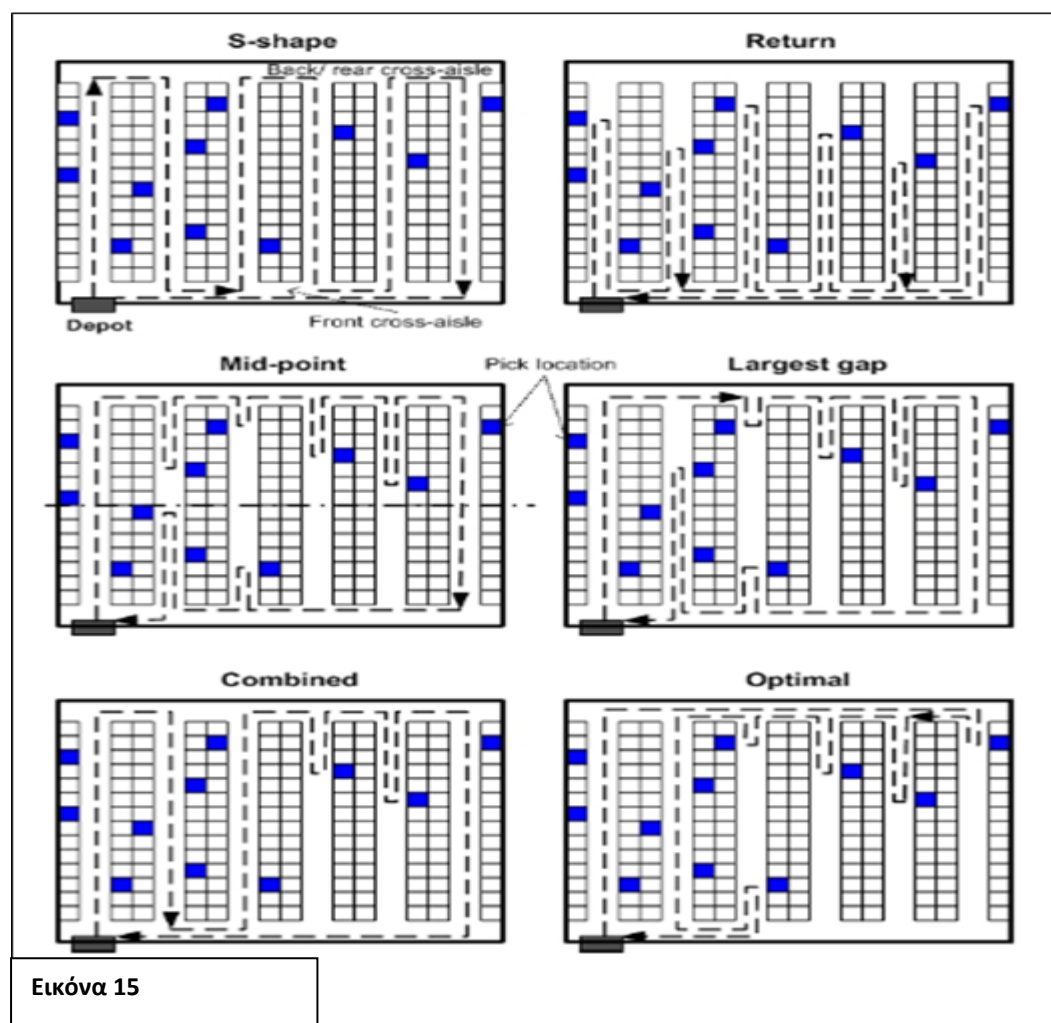 S-shape
Return
Back/ rear cross-aisle
Depot
Front cross-aisle
Mid-point
Pick location
Largest gap
Combined
Optimal
Εικόνα 15